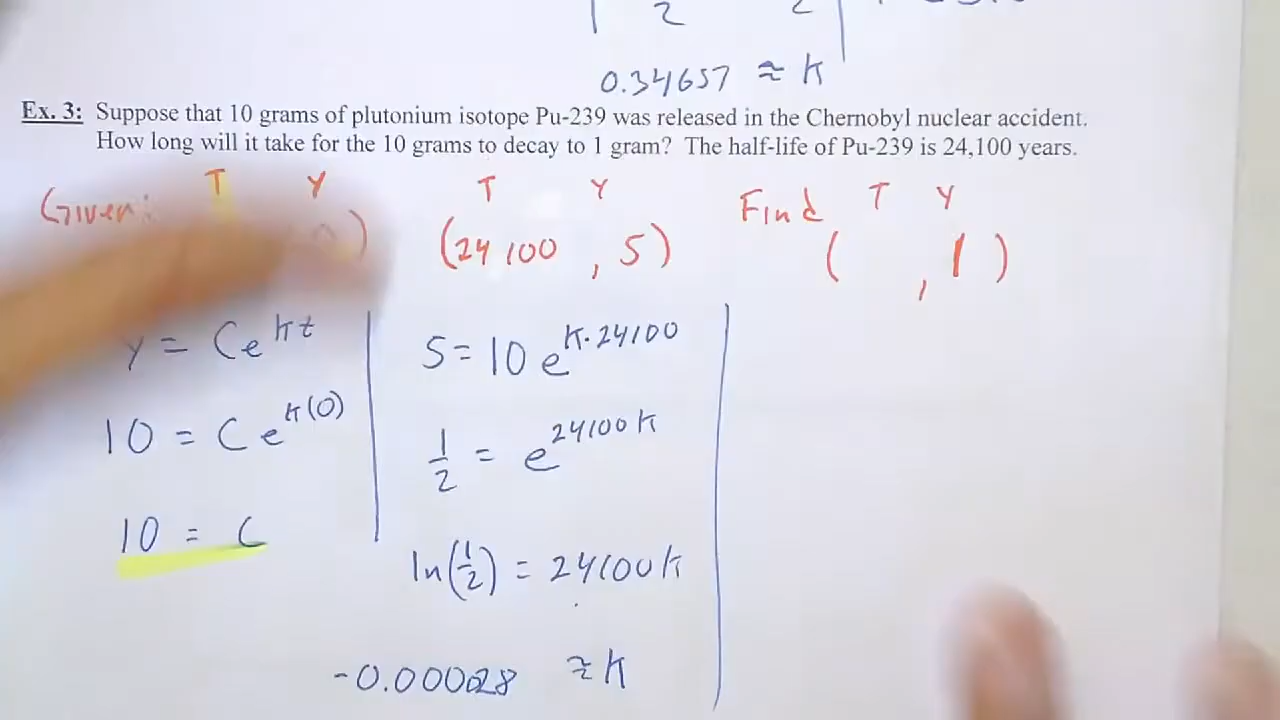 0.34657 ≈ k
Ex. 3: Suppose that 10 grams of plutonium isotope Pu-239 was released in the Chernobyl nuclear accident.
How long will it take for the 10 grams to decay to 1 gram? The half-life of Pu-239 is 24,100 years.
Given: T Y
T Y
(24100, 5)
Find T Y
( , 1)
y = Ce^kt
10 = Ce^k(0)
10 = C
5 = 10e^k·24100
1/2 = e^24100k
ln(1/2) = 24100k
-0.000028 ≈ k